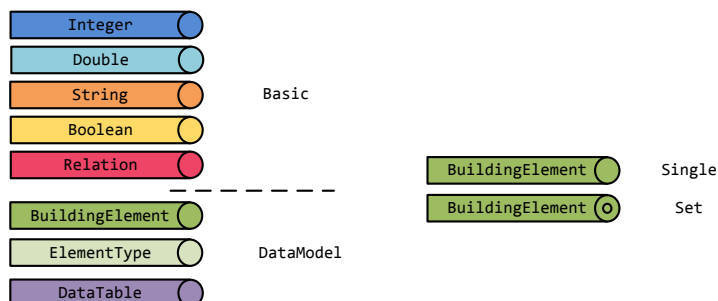 Integer
Double
String
Basic
Boolean
Relation
BuildingElement
Single
BuildingElement
Set
BuildingElement
ElementType
DataModel
DataTable